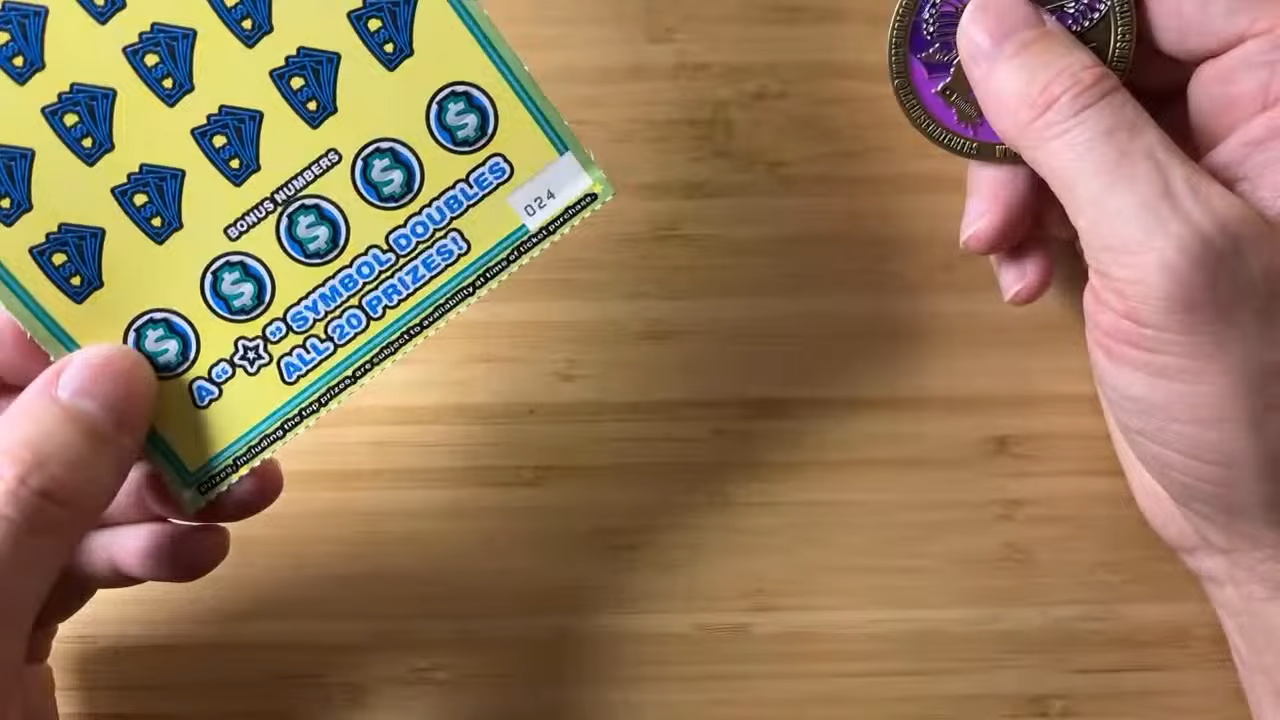 BONUS NUMBERS
A “☆” SYMBOL DOUBLES
ALL 20 PRIZES!
024
Prizes, including the top prizes, are subject to availability at time of ticket purchase.